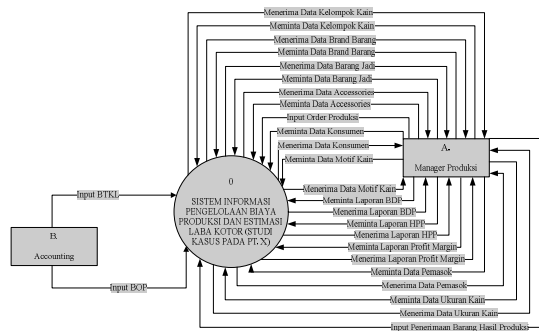 Menerima Data Kelompok Kain
Meminta Data Kelompok Kain
Menerima Data Brand Barang
Meminta Data Brand Barang
Menerima Data Barang Jadi
Meminta Data Barang Jadi
Menerima Data Accessories
Meminta Data Accessories
Input Order Produksi
Meminta Data Konsumen
Menerima Data Konsumen
Meminta Data Motif Kain
A.
Manager Produksi
0
SISTEM INFORMASI
PENGELOLAAN BIAYA
PRODUKSI DAN ESTIMASI
LABA KOTOR (STUDI
KASUS PADA PT. X)
Menerima Data Motif Kain
Meminta Laporan BDP
Menerima Laporan BDP
Meminta Laporan HPP
Menerima Laporan HPP
Meminta Laporan Profit Margin
Menerima Laporan Profit Margin
Meminta Data Pemasok
Menerima Data Pemasok
Meminta Data Ukuran Kain
Menerima Data Ukuran Kain
Input Penerimaan Barang Hasil Produksi
Input BTKL
B.
Accounting
Input BOP